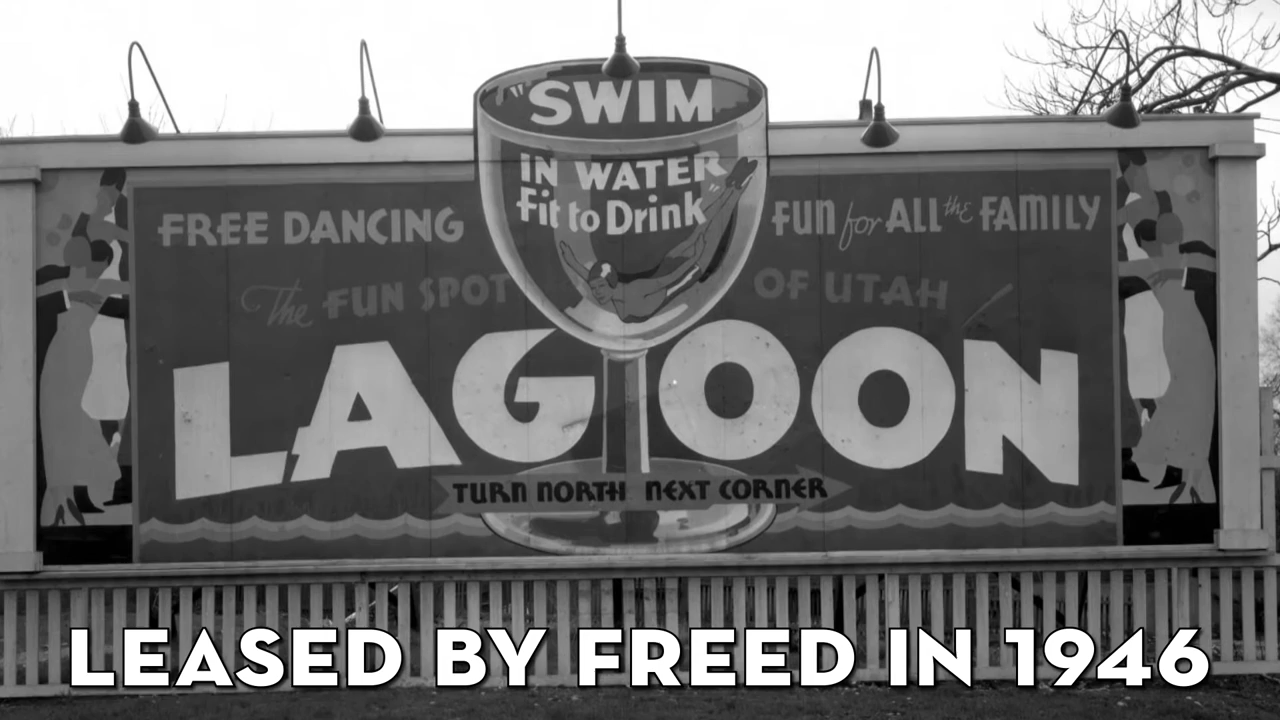 "SWIM
IN WATER
Fit to Drink"
FREE DANCING
FUN for ALL the FAMILY
The FUN SPOT OF UTAH
LAGOON
TURN NORTH NEXT CORNER
LEASED BY FREED IN 1946